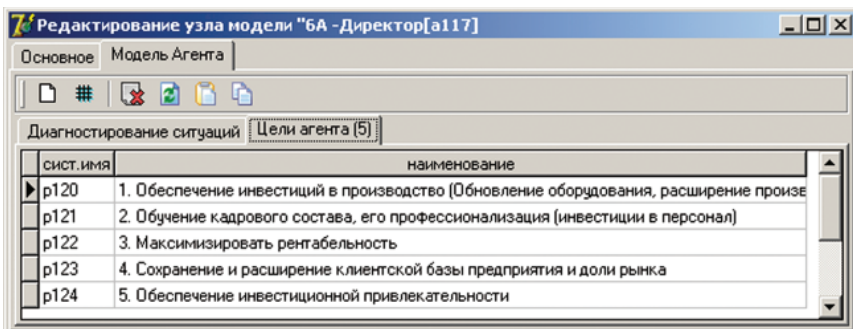 Редактирование узла модели "6А -Директор[a117]
Основное Модель Агента
Диагностирование ситуаций Цели агента (5)
сист.имя наименование
p120 1. Обеспечение инвестиций в производство (Обновление оборудования, расширение произв
p121 2. Обучение кадрового состава, его профессионализация (инвестиции в персонал)
p122 3. Максимизировать рентабельность
p123 4. Сохранение и расширение клиентской базы предприятия и доли рынка
p124 5. Обеспечение инвестиционной привлекательности